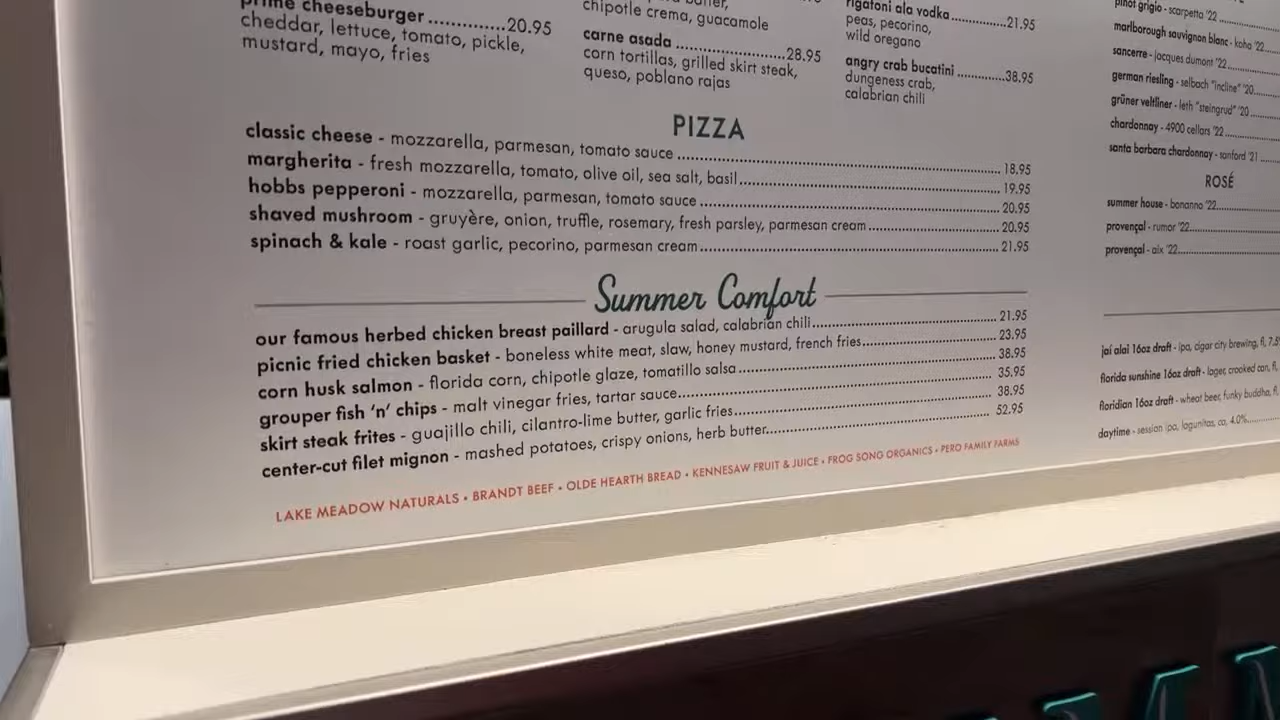 prime cheeseburger ..............20.95
cheddar, lettuce, tomato, pickle,
mustard, mayo, fries
chipotle crema, guacamole
carne asada ........................28.95
corn tortillas, grilled skirt steak,
queso, poblano rajas
rigatoni ala vodka..............21.95
peas, pecorino,
wild oregano
angry crab bucatini ............38.95
dungeness crab,
calabrian chili
PIZZA
classic cheese - mozzarella, parmesan, tomato sauce ........ 18.95
margherita - fresh mozzarella, tomato, olive oil, sea salt, basil........ 19.95
hobbs pepperoni - mozzarella, parmesan, tomato sauce ........ 20.95
shaved mushroom - gruyère, onion, truffle, rosemary, fresh parsley, parmesan cream ........ 20.95
spinach & kale - roast garlic, pecorino, parmesan cream........ 21.95
Summer Comfort
our famous herbed chicken breast paillard - arugula salad, calabrian chili........ 21.95
picnic fried chicken basket - boneless white meat, slaw, honey mustard, french fries........ 23.95
corn husk salmon - florida corn, chipotle glaze, tomatillo salsa ........ 38.95
grouper fish 'n' chips - malt vinegar fries, tartar sauce........ 35.95
skirt steak frites - guajillo chili, cilantro-lime butter, garlic fries........ 38.95
center-cut filet mignon - mashed potatoes, crispy onions, herb butter........ 52.95
LAKE MEADOW NATURALS • BRANDT BEEF • OLDE HEARTH BREAD • KENNESAW FRUIT & JUICE • FROG SONG ORGANICS • PERO FAMILY FARMS
pinot grigio - scarpetta '22
marlborough sauvignon blanc - koha '22
sancerre - jacques dumont '22
german riesling - selbach "incline" '20
grüner veltliner - leth "steingrud" '20
chardonnay - 4900 cellars '22
santa barbara chardonnay - sanford '21
ROSÉ
summer house - bonanno '22
provençal - rumor '22
provençal - aix '22
jai alai 16oz draft - ipa, cigar city brewing, fl,
florida sunshine 16oz draft - lager, crooked can, fl,
floridian 16oz draft - wheat beer, funky buddha, fl,
daytime - session ipa, lagunitas, ca, 4.0%